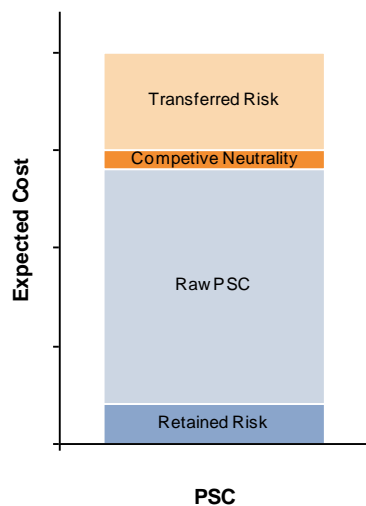 Transferred Risk
Competive Neutrality
Raw PSC
Retained Risk
Expected Cost
PSC